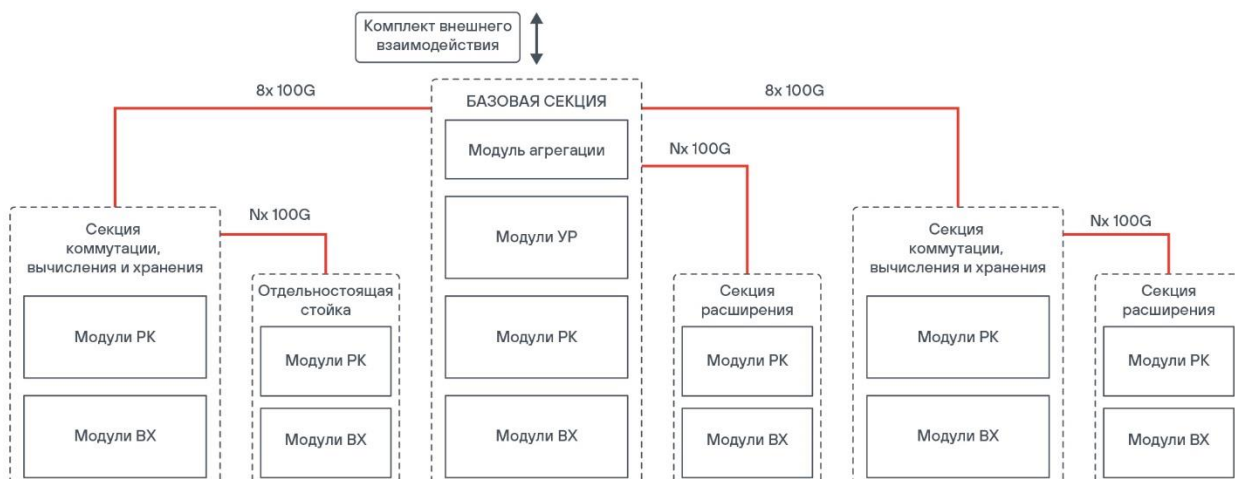 Комплект внешнего
взаимодействия
8x 100G
БАЗОВАЯ СЕКЦИЯ
8x 100G
Модуль агрегации
Nx 100G
Секция
коммутации,
вычисления и хранения
Nx 100G
Модули УР
Секция
коммутации,
вычисления и хранения
Nx 100G
Отдельностоящая
стойка
Секция
расширения
Секция
расширения
Модули РК
Модули РК
Модули РК
Модули РК
Модули РК
Модули РК
Модули ВХ
Модули ВХ
Модули ВХ
Модули ВХ
Модули ВХ
Модули ВХ